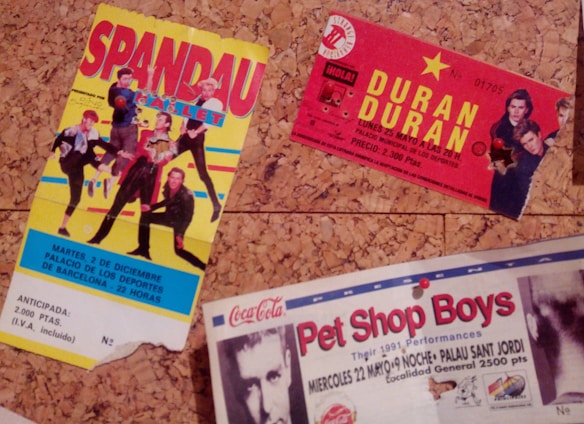 SPANDAU
BALLET
MARTES, 2 DE DICIEMBRE
PALACIO DE LOS DEPORTES
DE BARCELONA - 22 HORAS
ANTICIPADA:
2.000 PTAS.
(I.V.A. incluido)
Nº
¡HOLA!
Nº 01705
DURAN
DURAN
LUNES 25 MAYO A LAS 20 H
PALACIO MUNICIPAL DE LOS DEPORTES
PRECIO: 2.300 Ptas
Coca-Cola
PRESENTA
Pet Shop Boys
Their 1991 Performances
MIERCOLES 22 MAYO•9 NOCHE•PALAU SANT JORDI
Localidad General 2500 pts
Nº